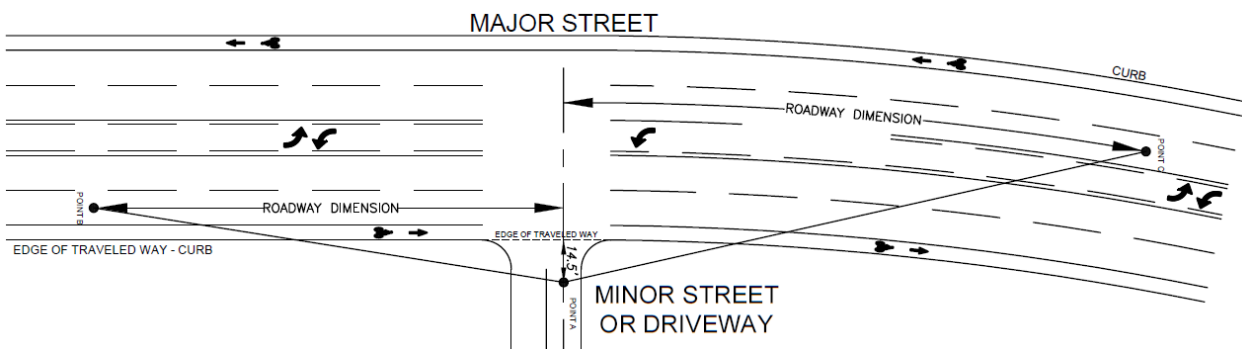 MAJOR STREET
CURB
ROADWAY DIMENSION
POINT C
POINT B
ROADWAY DIMENSION
EDGE OF TRAVELED WAY
EDGE OF TRAVELED WAY - CURB
14.5'
POINT A
MINOR STREET
OR DRIVEWAY